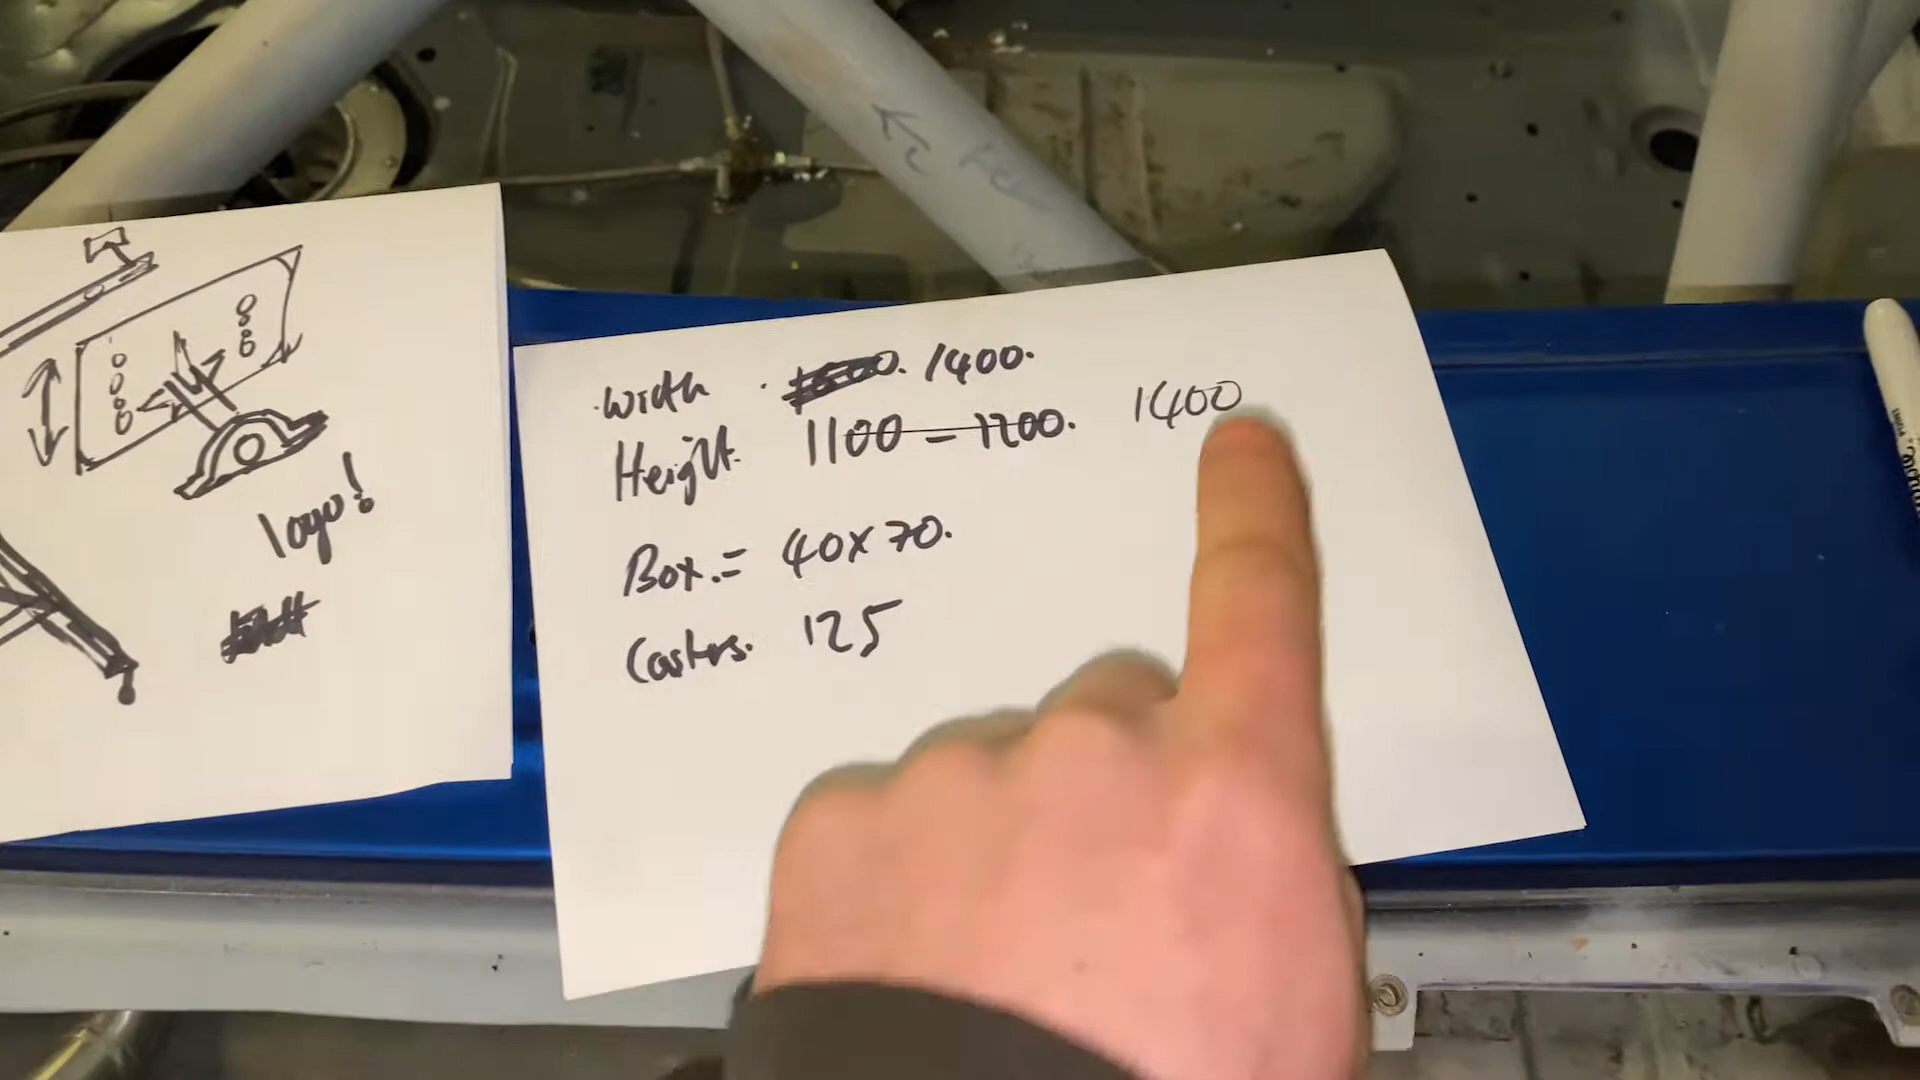 logo!
Width 1400.
Height 1100 - 1200. 1400
Box.= 40x70.
Casters. 125